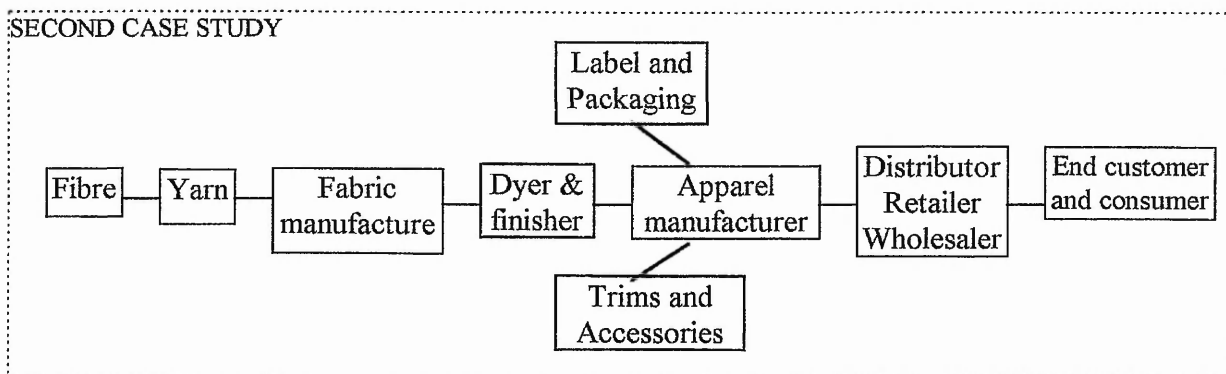 SECOND CASE STUDY
Label and
Packaging
Fibre
Yarn
Fabric
manufacture
Dyer &
finisher
Apparel
manufacturer
Distributor
Retailer
Wholesaler
End customer
and consumer
Trims and
Accessories